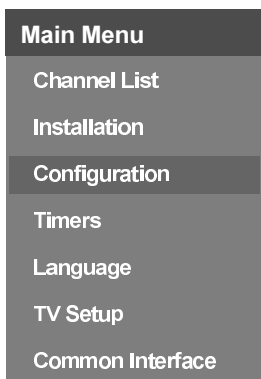 Main Menu
Channel List
Installation
Configuration
Timers
Language
TV Setup
Common Interface